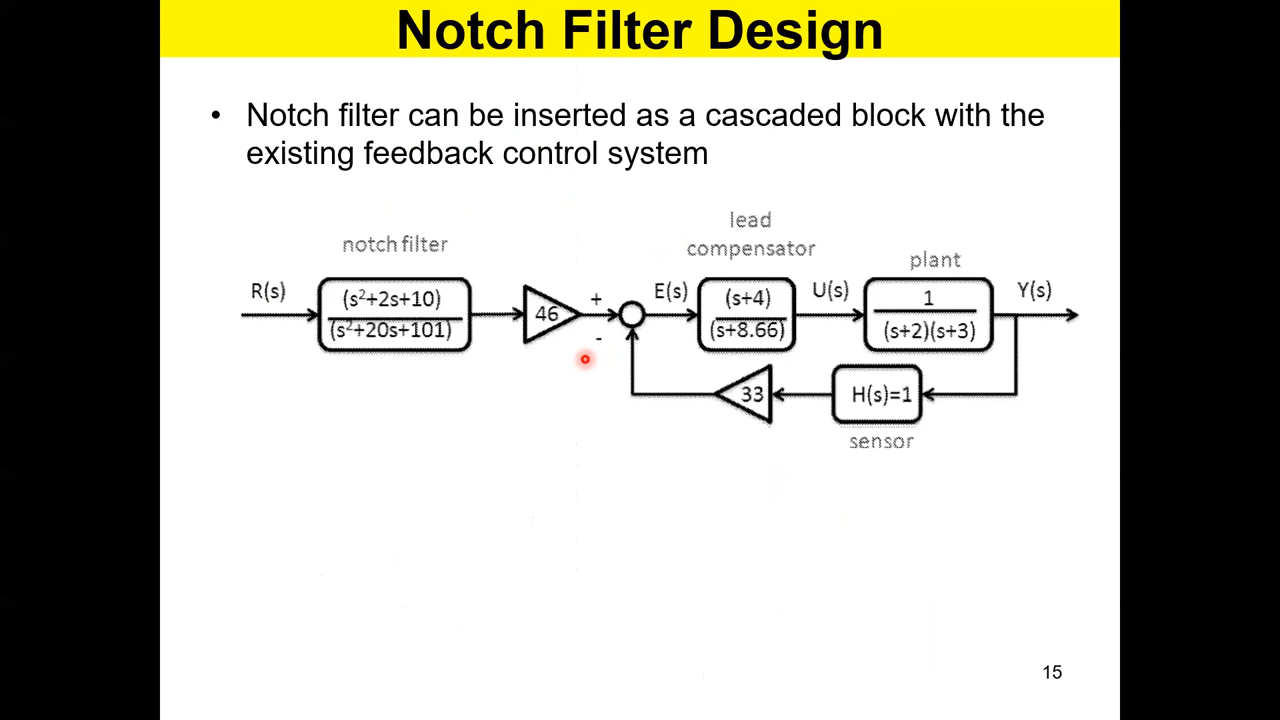 Notch Filter Design
• Notch filter can be inserted as a cascaded block with the
existing feedback control system
lead
compensator
notch filter
plant
R(s)
(s²+2s+10)
(s²+20s+101)
46
+
-
E(s)
(s+4)
(s+8.66)
U(s)
1
(s+2)(s+3)
Y(s)
33
H(s)=1
sensor
15